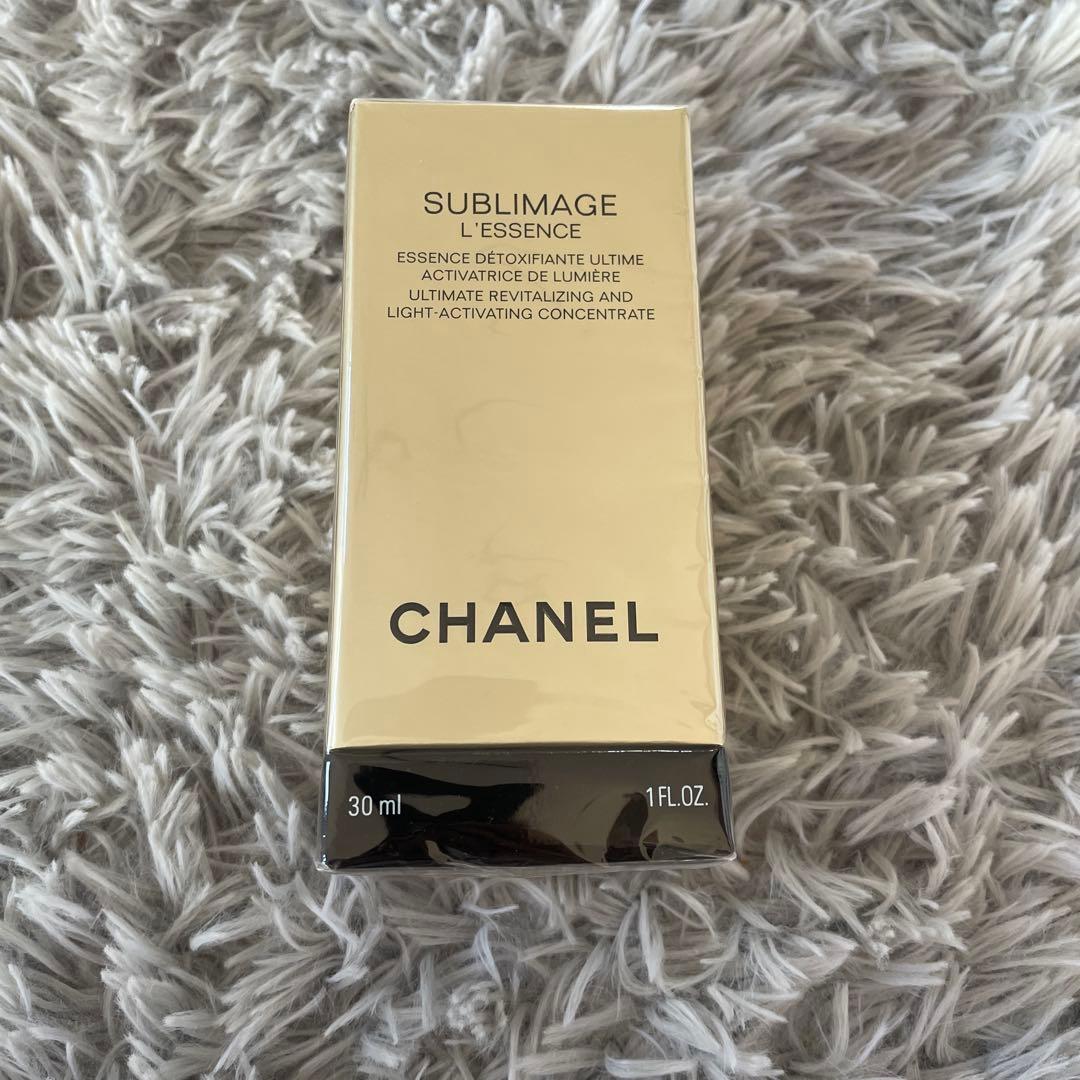 SUBLIMAGE
L'ESSENCE
ESSENCE DÉTOXIFIANTE ULTIME
ACTIVATRICE DE LUMIÈRE
ULTIMATE REVITALIZING AND
LIGHT-ACTIVATING CONCENTRATE
CHANEL
30 ml 1 FL.OZ.